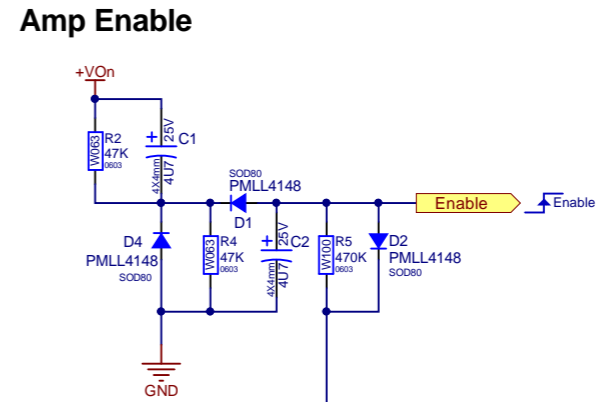 Amp Enable
+VOn
R2
47K
0603
W063
+
25V
C1
4X4mm
4U7
SOD80
PMLL4148
D1
Enable
Enable
D4
PMLL4148
SOD80
R4
47K
0603
W063
+
25V
C2
4X4mm
4U7
R5
470K
0603
W100
D2
PMLL4148
SOD80
GND